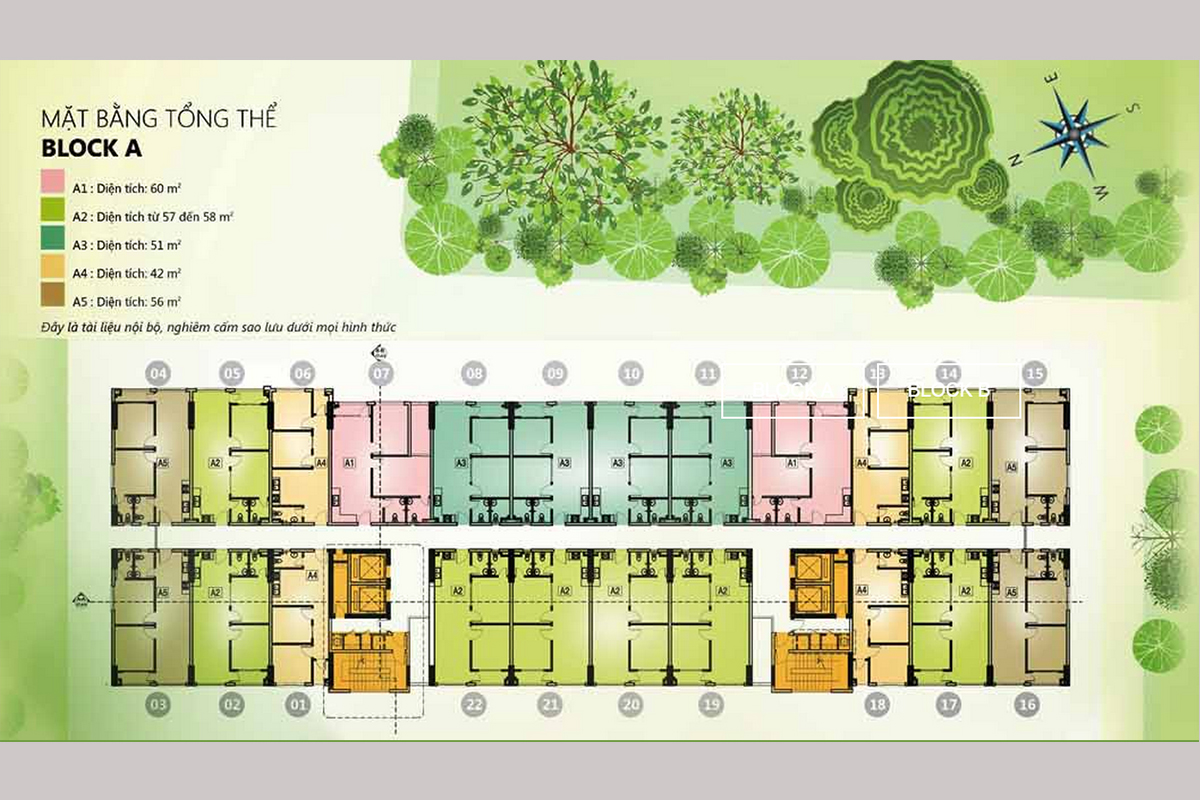 MẶT BẰNG TỔNG THỂ
BLOCK A
A1 : Diện tích: 60 m²
A2 : Diện tích từ 57 đến 58 m²
A3 : Diện tích: 51 m²
A4 : Diện tích: 42 m²
A5 : Diện tích: 56 m²
Đấy là tài liệu nội bộ, nghiêm cấm sao lưu dưới mọi hình thức
E
S
N
W
04 05 06 07 08 09 10 11 12 13 14 15
BLOCK B
A5 A2 A4 A1 A3 A3 A3 A3 A1 A4 A2 A5
A5 A2 A4 A2 A2 A2 A2 A4 A2 A5
03 02 01 22 21 20 19 18 17 16